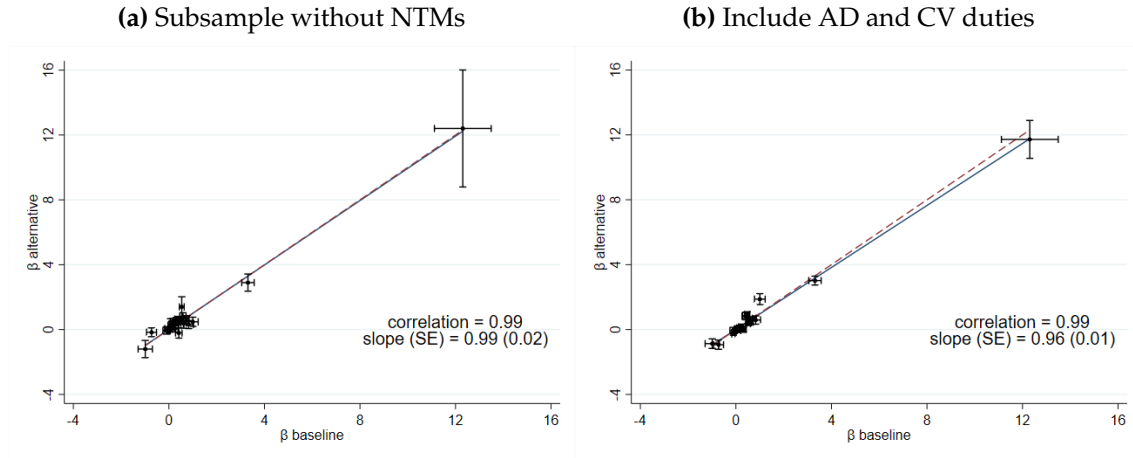 (a) Subsample without NTMs
(b) Include AD and CV duties
16
12
8
4
0
-4
β alternative
correlation = 0.99
slope (SE) = 0.99 (0.02)
-4 0 4 8 12 16
β baseline
16
12
8
4
0
-4
β alternative
correlation = 0.99
slope (SE) = 0.96 (0.01)
-4 0 4 8 12 16
β baseline